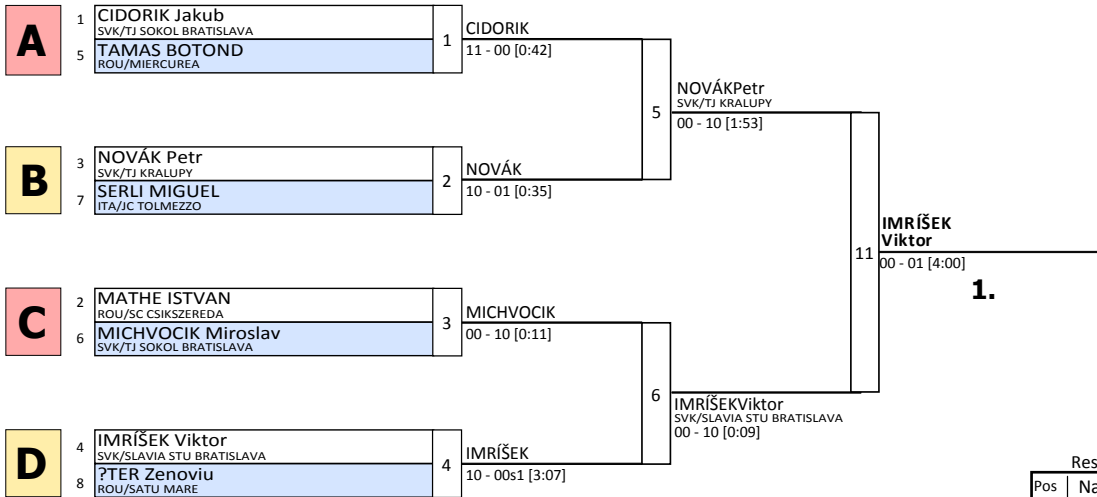 A
1 CIDORIK Jakub
SVK/TJ SOKOL BRATISLAVA
5 TAMAS BOTOND
ROU/MIERCUREA
1
CIDORIK
11 - 00 [0:42]
B
3 NOVÁK Petr
SVK/TJ KRALUPY
7 SERLI MIGUEL
ITA/JC TOLMEZZO
2
NOVÁK
10 - 01 [0:35]
5
NOVÁKPetr
SVK/TJ KRALUPY
00 - 10 [1:53]
C
2 MATHE ISTVAN
ROU/SC CSIKSZEREDA
6 MICHVOCIK Miroslav
SVK/TJ SOKOL BRATISLAVA
3
MICHVOCIK
00 - 10 [0:11]
D
4 IMRÍŠEK Viktor
SVK/SLAVIA STU BRATISLAVA
8 ?TER Zenoviu
ROU/SATU MARE
4
IMRÍŠEK
10 - 00s1 [3:07]
6
IMRÍŠEKViktor
SVK/SLAVIA STU BRATISLAVA
00 - 10 [0:09]
11
IMRÍŠEK
Viktor
00 - 01 [4:00]
1.
Res
Pos Na